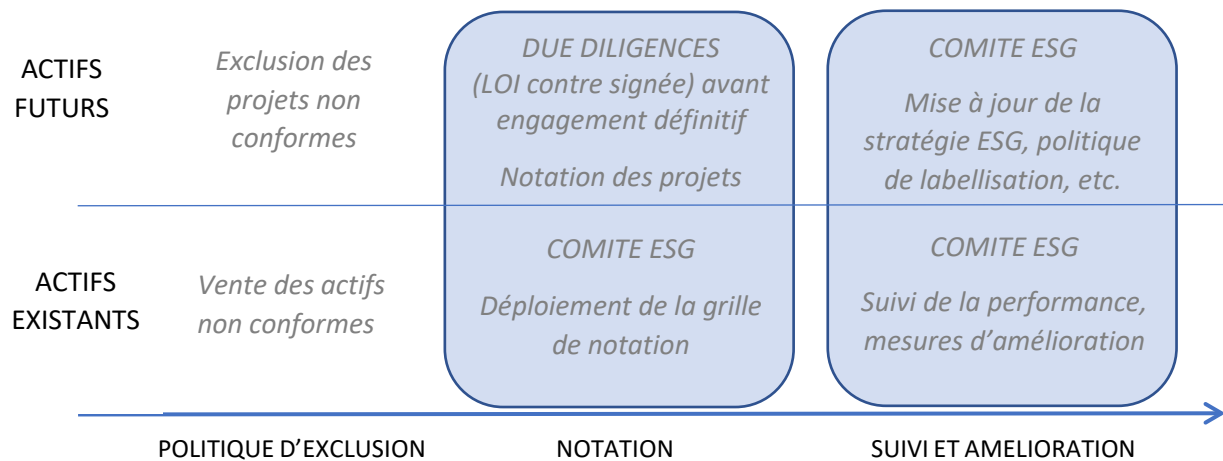 ACTIFS
FUTURS
Exclusion des
projets non
conformes
DUE DILIGENCES
(LOI contre signée) avant
engagement définitif
Notation des projets
COMITE ESG
Mise à jour de la
stratégie ESG, politique
de labellisation, etc.
ACTIFS
EXISTANTS
Vente des actifs
non conformes
COMITE ESG
Déploiement de la grille
de notation
COMITE ESG
Suivi de la performance,
mesures d’amélioration
POLITIQUE D’EXCLUSION
NOTATION
SUIVI ET AMELIORATION